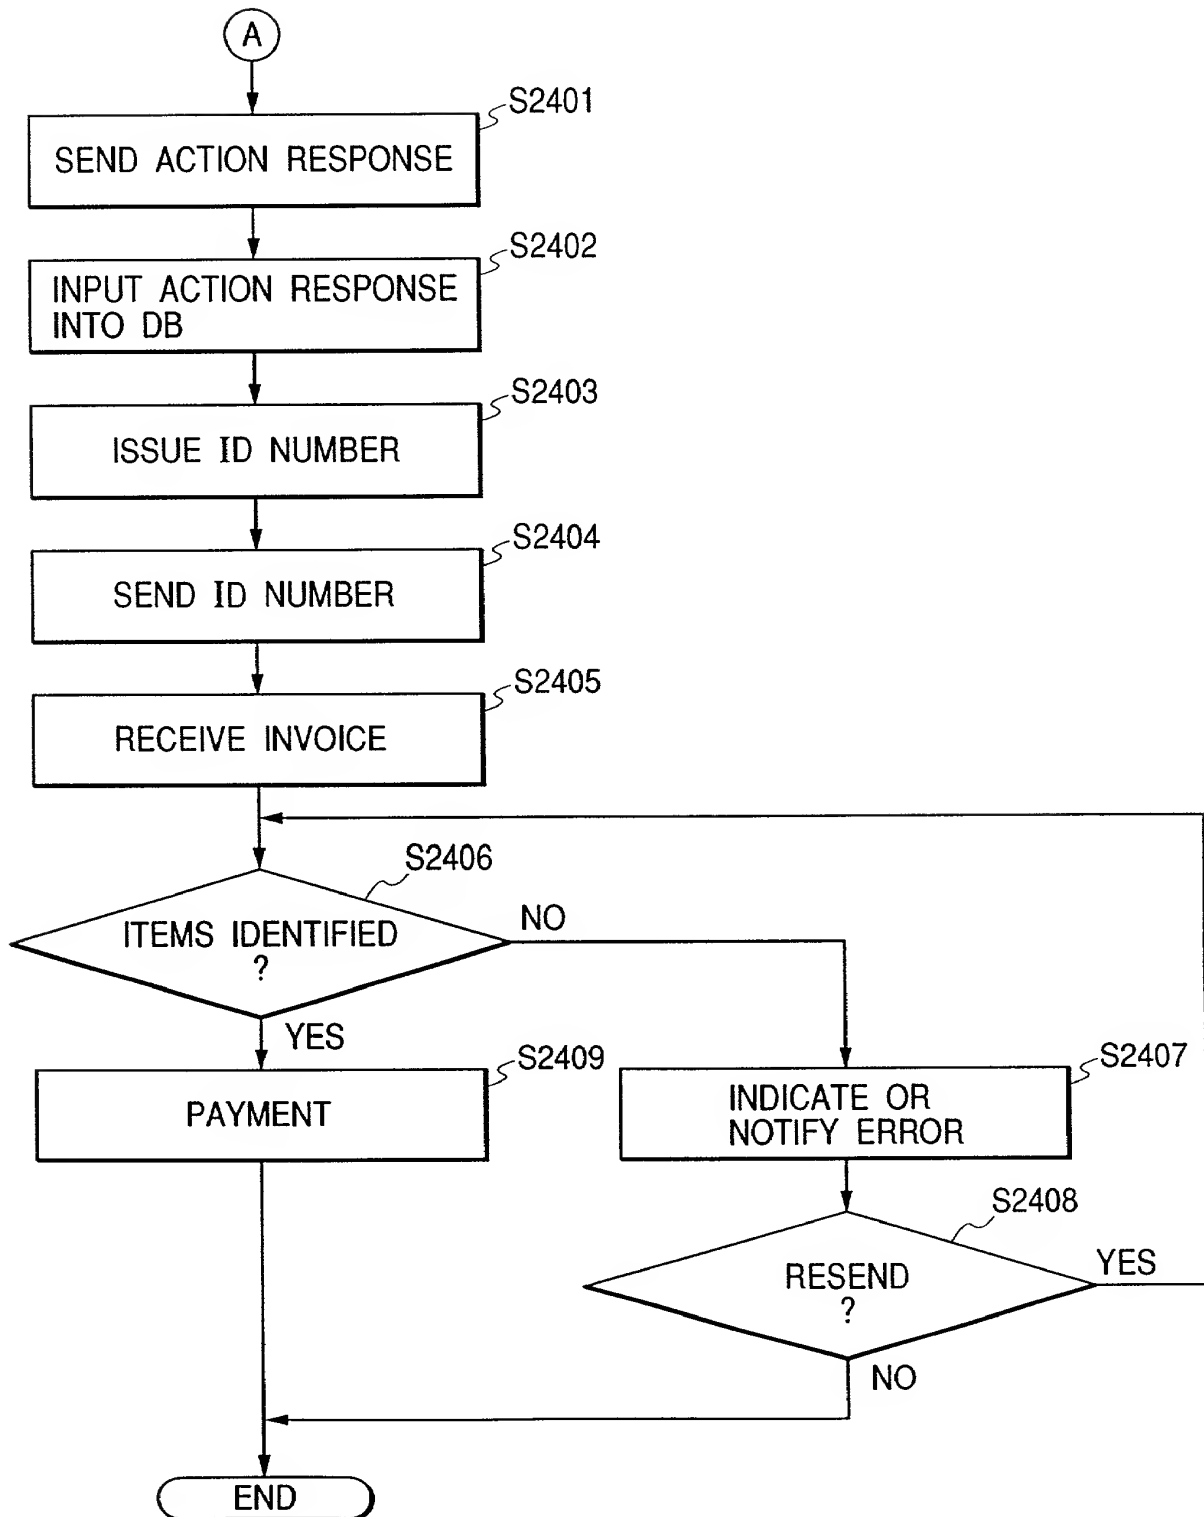 A
S2401
SEND ACTION RESPONSE
S2402
INPUT ACTION RESPONSE
INTO DB
S2403
ISSUE ID NUMBER
S2404
SEND ID NUMBER
S2405
RECEIVE INVOICE
S2406
ITEMS IDENTIFIED
?
NO
YES
S2409
PAYMENT
S2407
INDICATE OR
NOTIFY ERROR
S2408
RESEND
?
YES
NO
END